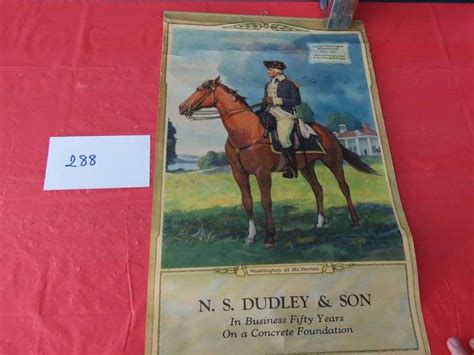 288
Washington at Mt. Vernon
N. S. DUDLEY & SON
In Business Fifty Years
On a Concrete Foundation